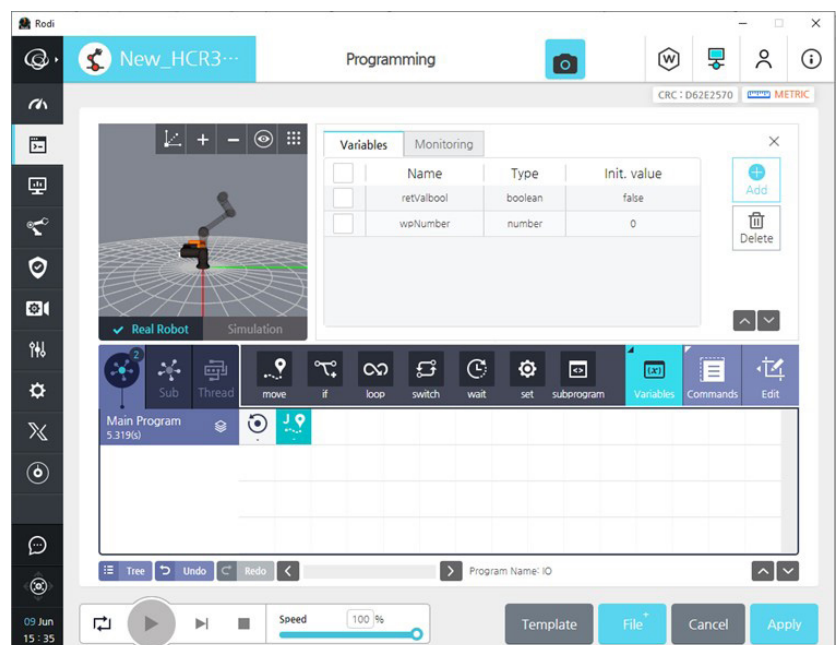 Rodi
New_HCR3...
Programming
CRC : D62E2570
METRIC
Variables
Monitoring
Name Type Init. value
retValbool boolean false
wpNumber number 0
Add
Delete
Real Robot
Simulation
2
Sub
Thread
move
if
loop
switch
wait
set
subprogram
(x)
Variables
Commands
Edit
Main Program
5.319(s)
J
Tree
Undo
Redo
Program Name: IO
09 Jun
15 : 35
Speed
100 %
Template
File+
Cancel
Apply